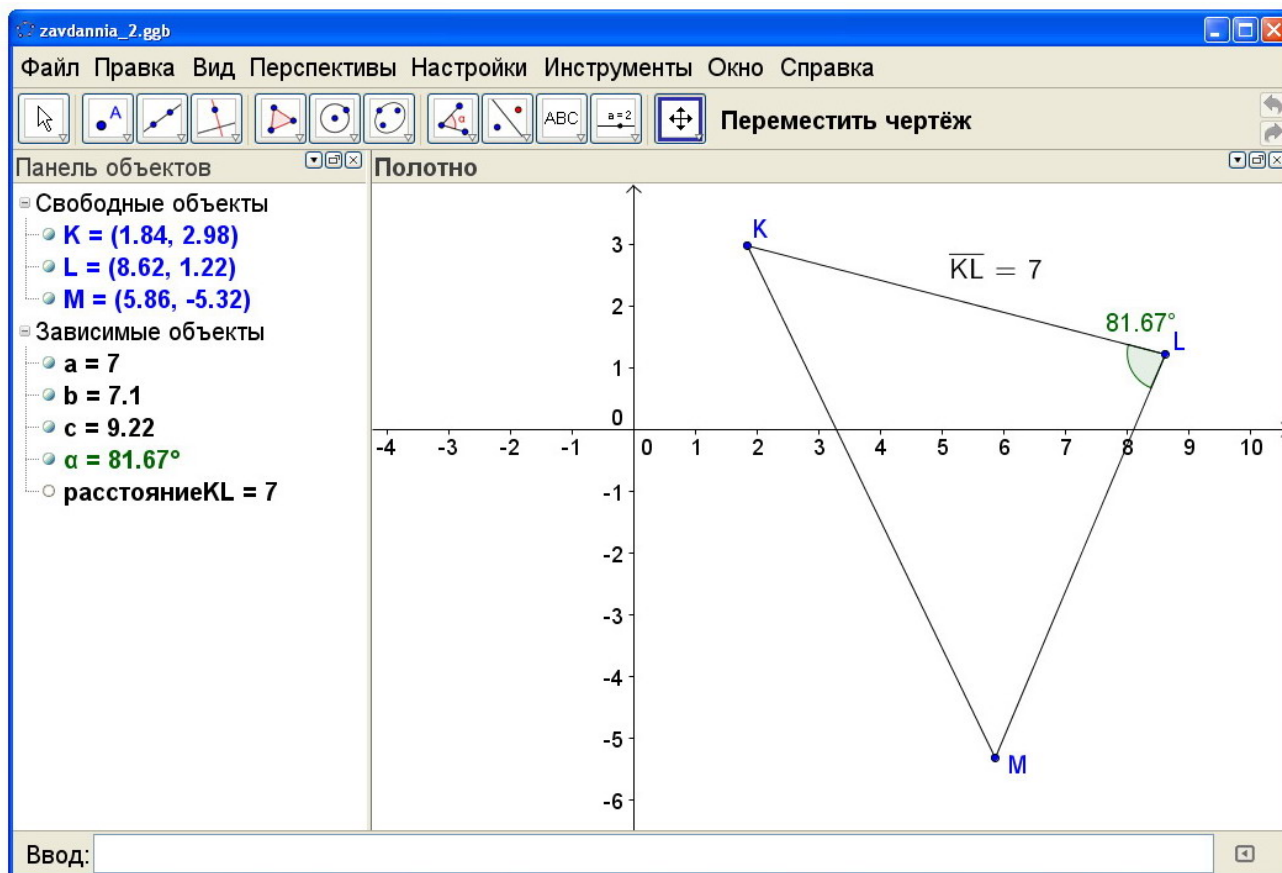 zavdannia_2.ggb
Файл Правка Вид Перспективы Настройки Инструменты Окно Справка
A α ABC a=2 Переместить чертёж
Панель объектов
Свободные объекты
K = (1.84, 2.98)
L = (8.62, 1.22)
M = (5.86, -5.32)
Зависимые объекты
a = 7
b = 7.1
c = 9.22
α = 81.67°
расстояниеKL = 7
Полотно
K
KL = 7
81.67°
L
M
3
2
1
0
-1
-2
-3
-4
-5
-6
-4 -3 -2 -1 0 1 2 3 4 5 6 7 8 9 10
Ввод: